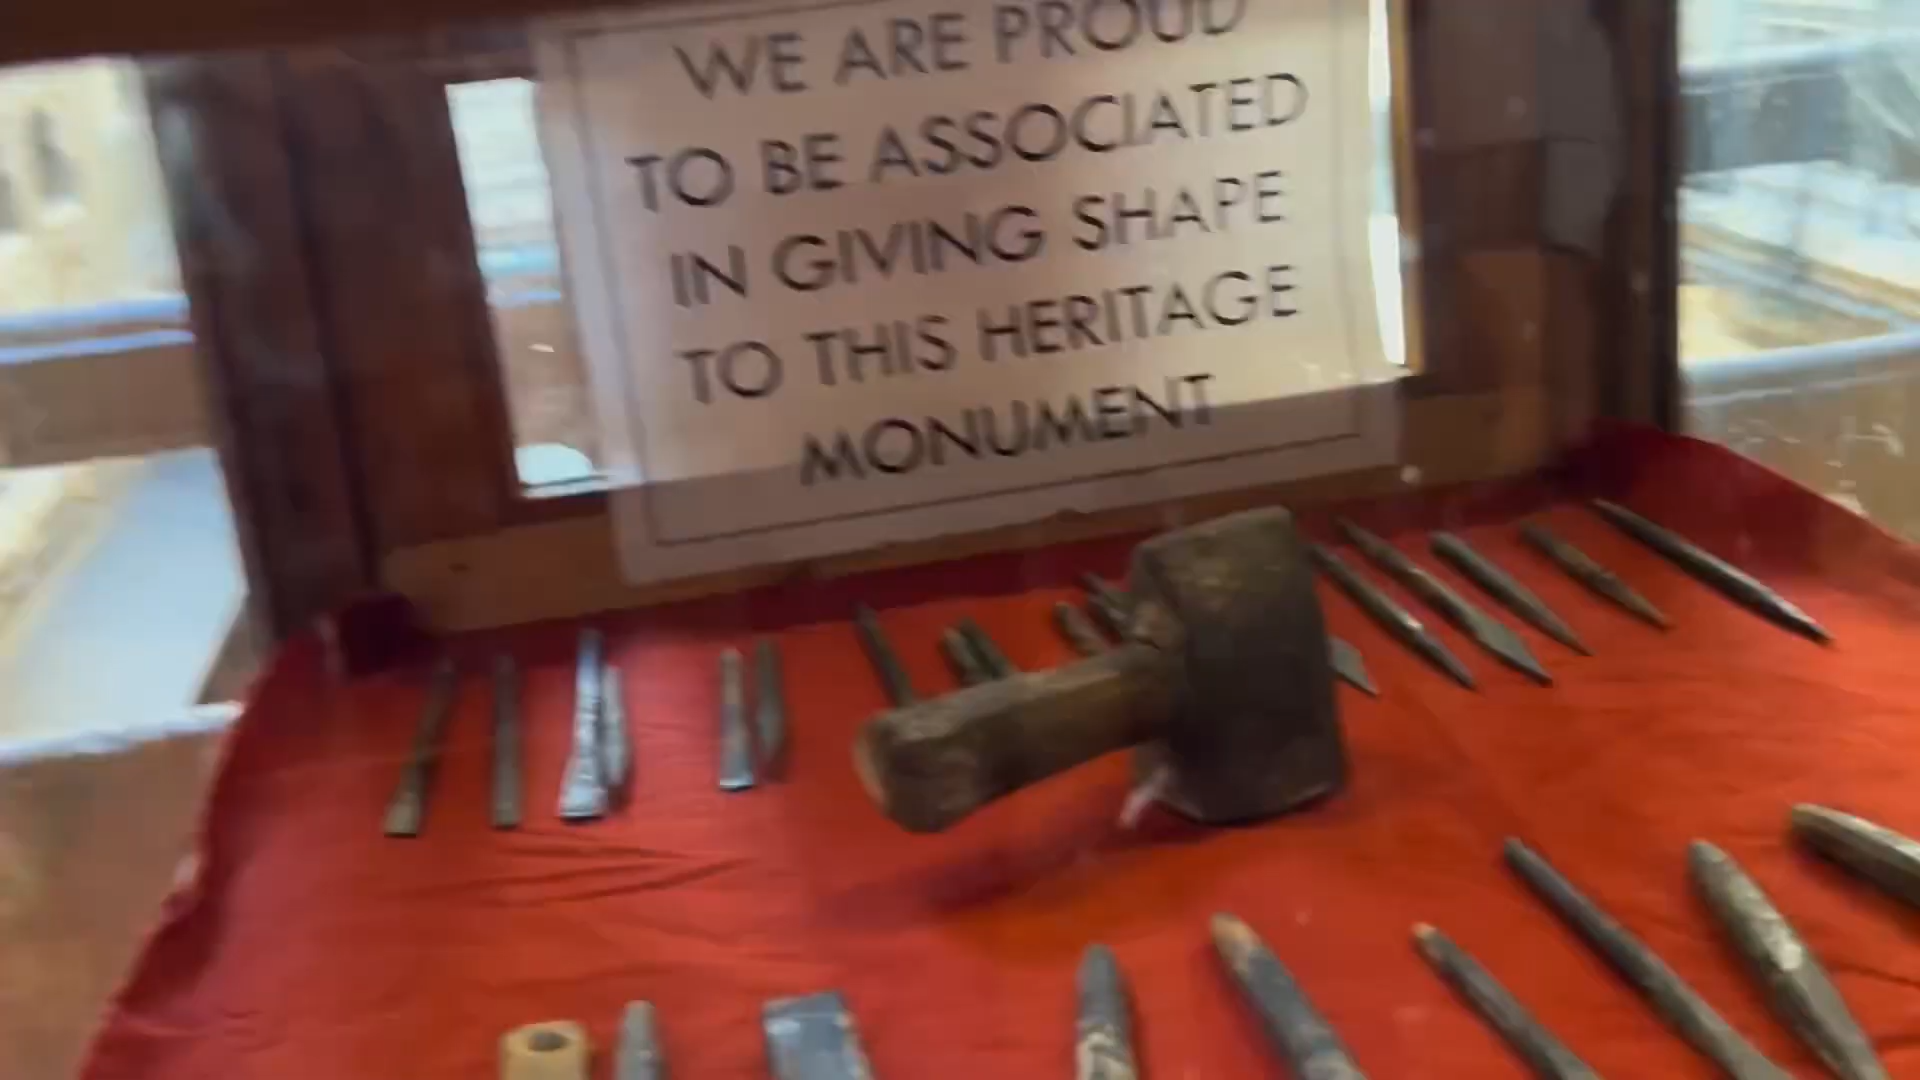 WE ARE PROUD
TO BE ASSOCIATED
IN GIVING SHAPE
TO THIS HERITAGE
MONUMENT